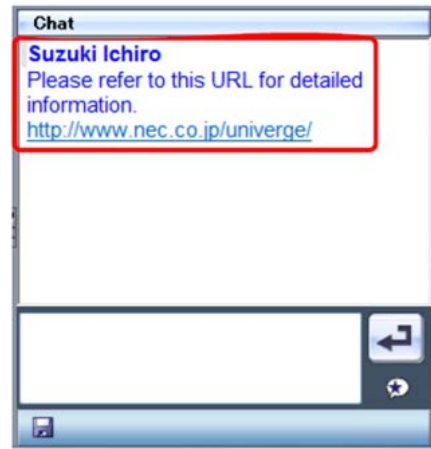 Chat
Suzuki Ichiro
Please refer to this URL for detailed
information.
http://www.nec.co.jp/univerge/